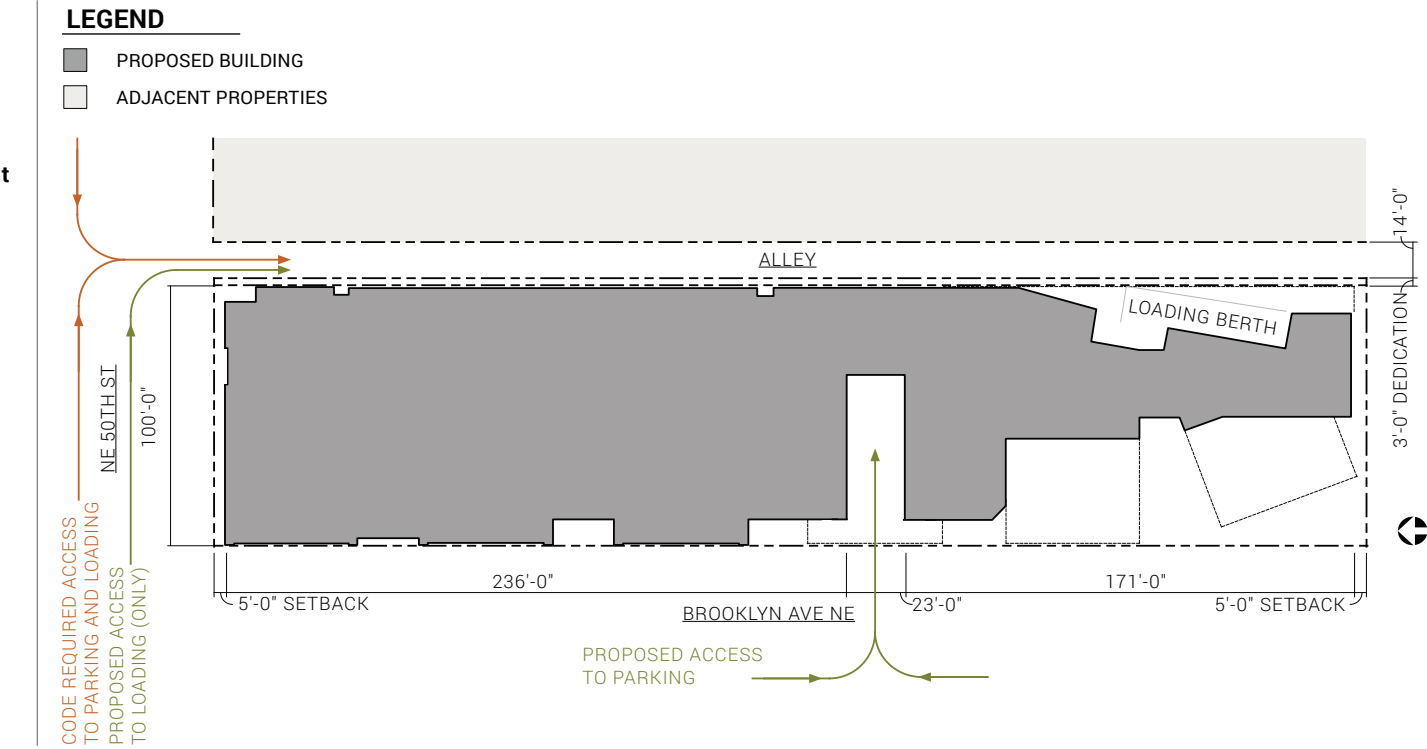 LEGEND
PROPOSED BUILDING
ADJACENT PROPERTIES
t
14'-0"
ALLEY
LOADING BERTH
3'-0" DEDICATION
NE 50TH ST
100'-0"
CODE REQUIRED ACCESS
TO PARKING AND LOADING
PROPOSED ACCESS
TO LOADING (ONLY)
236'-0"
171'-0"
5'-0" SETBACK
BROOKLYN AVE NE
23'-0"
5'-0" SETBACK
PROPOSED ACCESS
TO PARKING